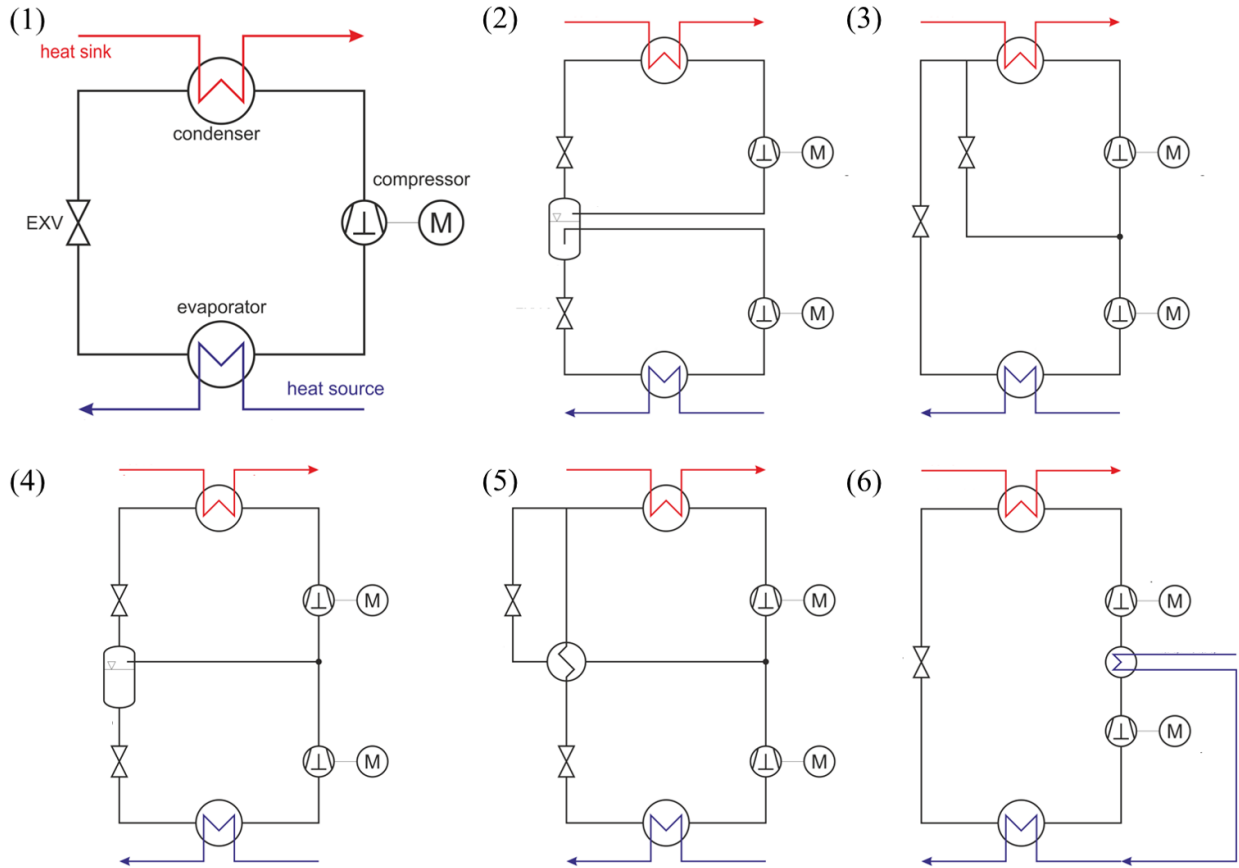 (1)
heat sink
condenser
compressor
EXV
M
evaporator
heat source
(2)
M
M
(3)
M
M
(4)
M
M
(5)
M
M
(6)
M
M